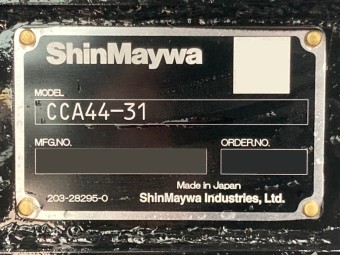 ShinMaywa
MODEL
CCA44-31
MFG.NO. ORDER.NO.
Made in Japan
203-28295-0 ShinMaywa Industries, Ltd.